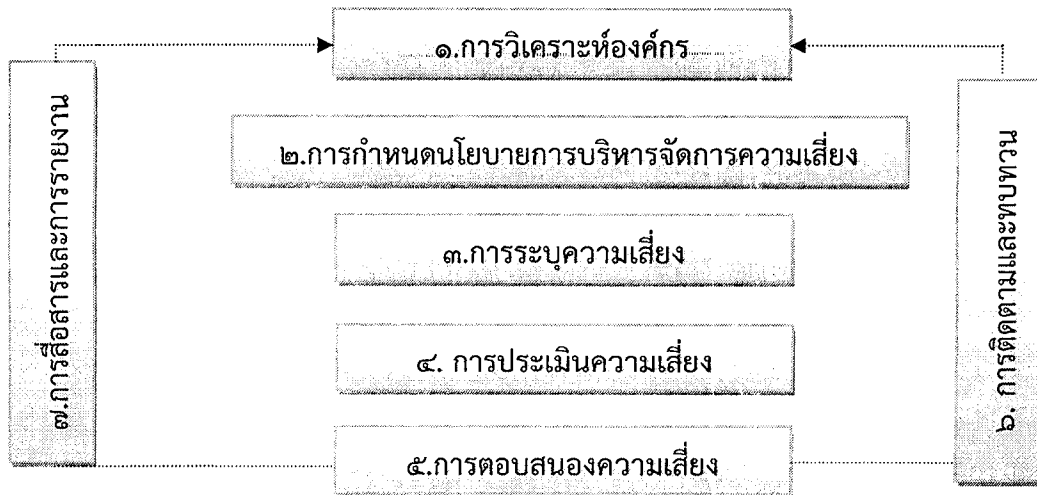 ๑.การวิเคราะห์องค์กร
๒.การกำหนดนโยบายการบริหารจัดการความเสี่ยง
๓.การระบุความเสี่ยง
๔. การประเมินความเสี่ยง
๕.การตอบสนองความเสี่ยง
๖. การติดตามและทบทวน
๗.การสื่อสารและการรายงาน